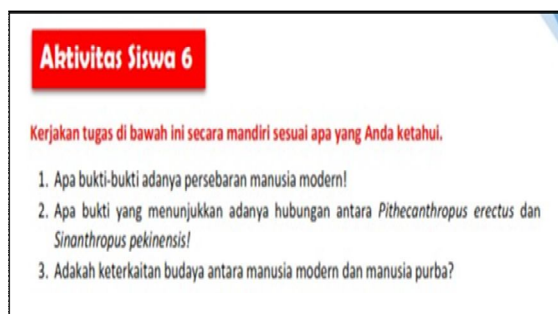 Aktivitas Siswa 6
Kerjakan tugas di bawah ini secara mandiri sesuai apa yang Anda ketahui.
1. Apa bukti-bukti adanya persebaran manusia modern!
2. Apa bukti yang menunjukkan adanya hubungan antara Pithecanthropus erectus dan
Sinanthropus pekinensis!
3. Adakah keterkaitan budaya antara manusia modern dan manusia purba?